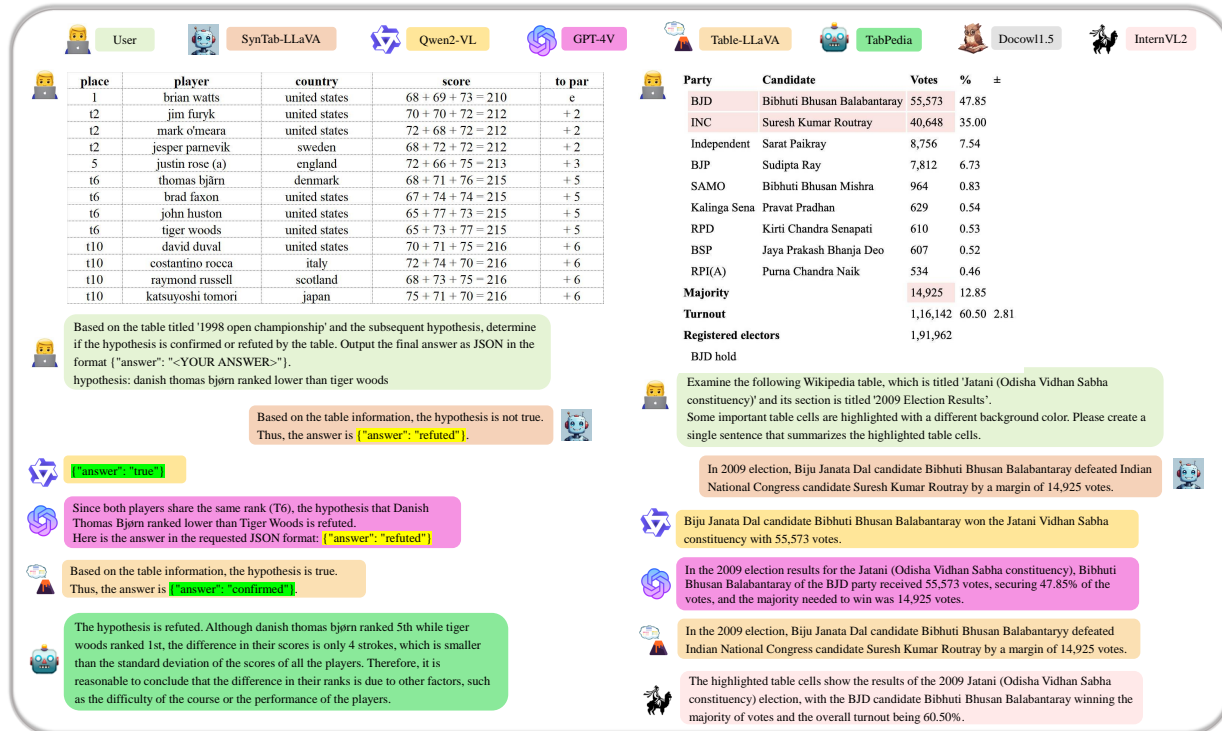 User SynTab-LLaVA Qwen2-VL GPT-4V Table-LLaVA TabPedia Docowl1.5 InternVL2
place player country score to par
1 brian watts united states 68 + 69 + 73 = 210 e
t2 jim furyk united states 70 + 70 + 72 = 212 + 2
t2 mark o'meara united states 72 + 68 + 72 = 212 + 2
t2 jesper parnevik sweden 68 + 72 + 72 = 212 + 2
5 justin rose (a) england 72 + 66 + 75 = 213 + 3
t6 thomas bjãrn denmark 68 + 71 + 76 = 215 + 5
t6 brad faxon united states 67 + 74 + 74 = 215 + 5
t6 john huston united states 65 + 77 + 73 = 215 + 5
t6 tiger woods united states 65 + 73 + 77 = 215 + 5
t10 david duval united states 70 + 71 + 75 = 216 + 6
t10 costantino rocca italy 72 + 74 + 70 = 216 + 6
t10 raymond russell scotland 68 + 73 + 75 = 216 + 6
t10 katsuyoshi tomori japan 75 + 71 + 70 = 216 + 6
Based on the table titled '1998 open championship' and the subsequent hypothesis, determine
if the hypothesis is confirmed or refuted by the table. Output the final answer as JSON in the
format {"answer": "<YOUR ANSWER>"}.
hypothesis: danish thomas bjørn ranked lower than tiger woods
Based on the table information, the hypothesis is not true.
Thus, the answer is {"answer": "refuted"}.
{"answer": "true"}
Since both players share the same rank (T6), the hypothesis that Danish
Thomas Bjørn ranked lower than Tiger Woods is refuted.
Here is the answer in the requested JSON format: {"answer": "refuted"}
Based on the table information, the hypothesis is true.
Thus, the answer is {"answer": "confirmed"}.
The hypothesis is refuted. Although danish thomas bjørn ranked 5th while tiger
woods ranked 1st, the difference in their scores is only 4 strokes, which is smaller
than the standard deviation of the scores of all the players. Therefore, it is
reasonable to conclude that the difference in their ranks is due to other factors, such
as the difficulty of the course or the performance of the players.
Party Candidate Votes % ±
BJD Bibhuti Bhusan Balabantaray 55,573 47.85
INC Suresh Kumar Routray 40,648 35.00
Independent Sarat Paikray 8,756 7.54
BJP Sudipta Ray 7,812 6.73
SAMO Bibhuti Bhusan Mishra 964 0.83
Kalinga Sena Pravat Pradhan 629 0.54
RPD Kirti Chandra Senapati 610 0.53
BSP Jaya Prakash Bhanja Deo 607 0.52
RPI(A) Purna Chandra Naik 534 0.46
Majority 14,925 12.85
Turnout 1,16,142 60.50 2.81
Registered electors 1,91,962
BJD hold
Examine the following Wikipedia table, which is titled 'Jatani (Odisha Vidhan Sabha
constituency)' and its section is titled '2009 Election Results’.
Some important table cells are highlighted with a different background color. Please create a
single sentence that summarizes the highlighted table cells.
In 2009 election, Biju Janata Dal candidate Bibhuti Bhusan Balabantaray defeated Indian
National Congress candidate Suresh Kumar Routray by a margin of 14,925 votes.
Biju Janata Dal candidate Bibhuti Bhusan Balabantaray won the Jatani Vidhan Sabha
constituency with 55,573 votes.
In the 2009 election results for the Jatani (Odisha Vidhan Sabha constituency), Bibhuti
Bhusan Balabantaray of the BJD party received 55,573 votes, securing 47.85% of the
votes, and the majority needed to win was 14,925 votes.
In the 2009 election, Biju Janata Dal candidate Bibhuti Bhusan Balabantaryy defeated
Indian National Congress candidate Suresh Kumar Routray by a margin of 14,925 votes.
The highlighted table cells show the results of the 2009 Jatani (Odisha Vidhan Sabha
constituency) election, with the BJD candidate Bibhuti Bhusan Balabantaray winning the
majority of votes and the overall turnout being 60.50%.